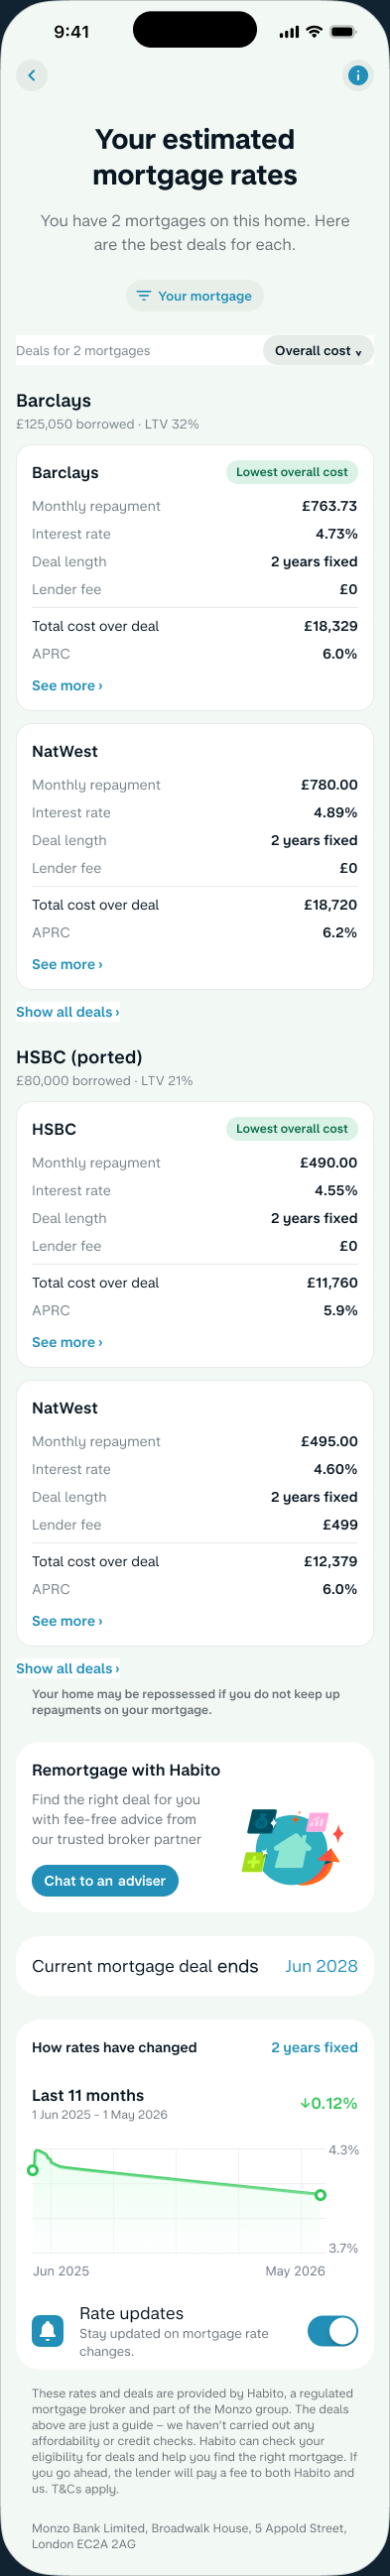 9:41
Your estimated
mortgage rates
You have 2 mortgages on this home. Here
are the best deals for each.
Your mortgage
Deals for 2 mortgages
Overall cost
Barclays
£125,050 borrowed · LTV 32%
Barclays
Lowest overall cost
Monthly repayment £763.73
Interest rate 4.73%
Deal length 2 years fixed
Lender fee £0
Total cost over deal £18,329
APRC 6.0%
See more ›
NatWest
Monthly repayment £780.00
Interest rate 4.89%
Deal length 2 years fixed
Lender fee £0
Total cost over deal £18,720
APRC 6.2%
See more ›
Show all deals ›
HSBC (ported)
£80,000 borrowed · LTV 21%
HSBC
Lowest overall cost
Monthly repayment £490.00
Interest rate 4.55%
Deal length 2 years fixed
Lender fee £0
Total cost over deal £11,760
APRC 5.9%
See more ›
NatWest
Monthly repayment £495.00
Interest rate 4.60%
Deal length 2 years fixed
Lender fee £499
Total cost over deal £12,379
APRC 6.0%
See more ›
Show all deals ›
Your home may be repossessed if you do not keep up
repayments on your mortgage.
Remortgage with Habito
Find the right deal for you
with fee-free advice from
our trusted broker partner
Chat to an adviser
Current mortgage deal ends Jun 2028
How rates have changed 2 years fixed
Last 11 months
1 Jun 2025 - 1 May 2026
↓0.12%
4.3%
3.7%
Jun 2025 May 2026
Rate updates
Stay updated on mortgage rate
changes.
These rates and deals are provided by Habito, a regulated
mortgage broker and part of the Monzo group. The deals
above are just a guide – we haven't carried out any
affordability or credit checks. Habito can check your
eligibility for deals and help you find the right mortgage. If
you go ahead, the lender will pay a fee to both Habito and
us. T&Cs apply.
Monzo Bank Limited, Broadwalk House, 5 Appold Street,
London EC2A 2AG